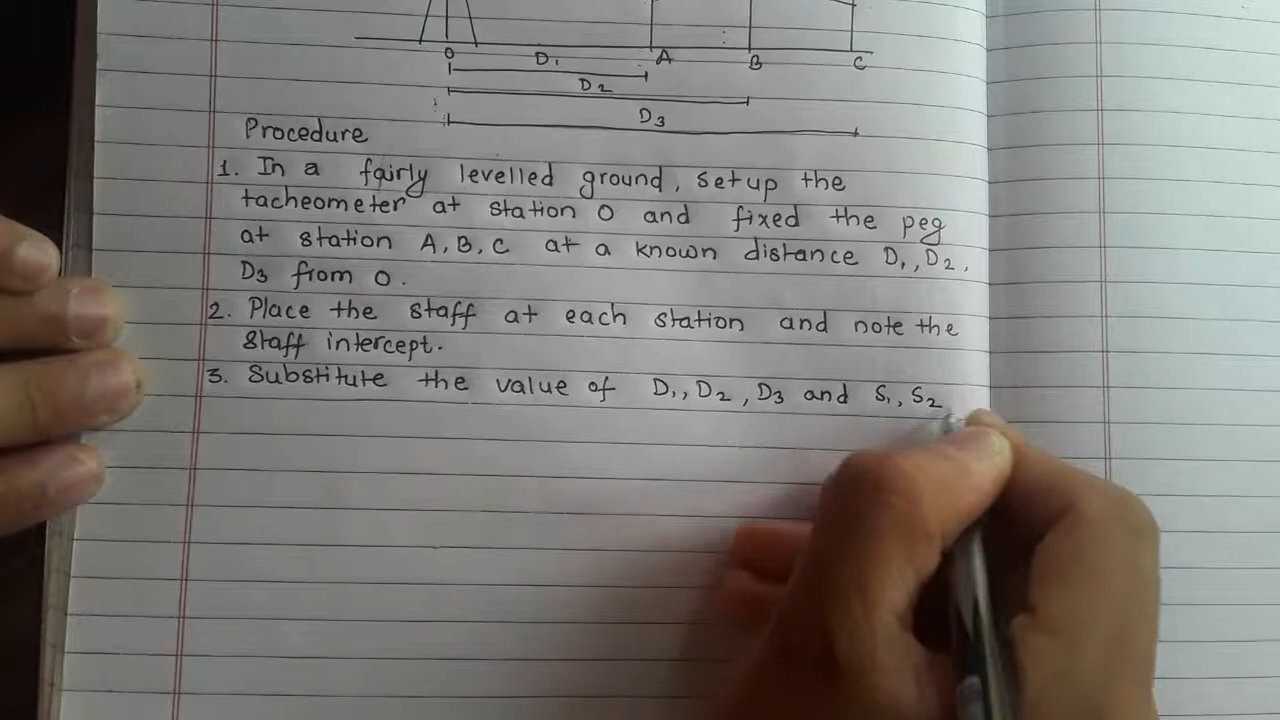 O D1 A B C
D2
D3
Procedure
1. In a fairly levelled ground, setup the
tacheometer at station O and fixed the peg
at station A, B, C at a known distance D1, D2,
D3 from O.
2. Place the staff at each station and note the
Staff intercept.
3. Substitute the value of D1, D2, D3 and S1, S2